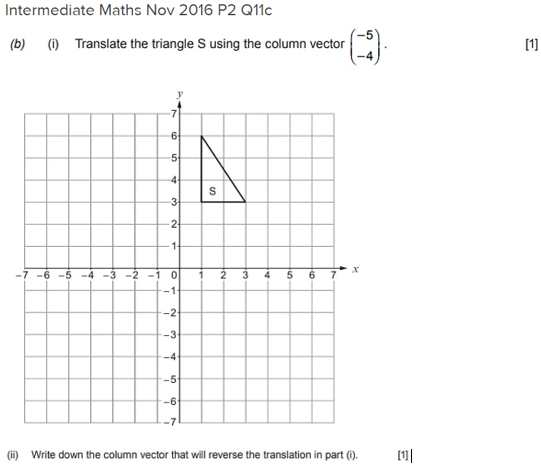 Intermediate Maths Nov 2016 P2 Q11c
(b) (i) Translate the triangle S using the column vector (−5 −4). [1]
y
7
6
5
4
S
3
2
1
−7 −6 −5 −4 −3 −2 −1 0 1 2 3 4 5 6 7 x
−1
−2
−3
−4
−5
−6
−7
(ii) Write down the column vector that will reverse the translation in part (i). [1]